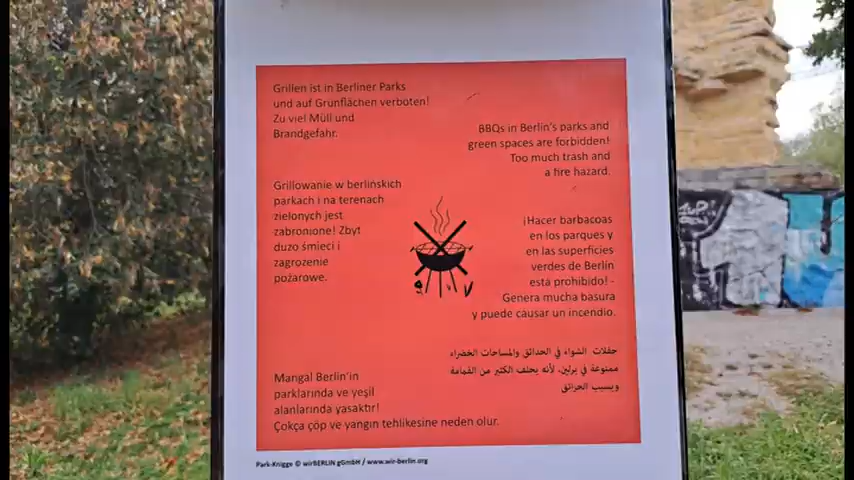 Grillen ist in Berliner Parks
und auf Grünflächen verboten!
Zu viel Müll und
Brandgefahr.
BBQs in Berlin's parks and
green spaces are forbidden!
Too much trash and
a fire hazard.
Grillowanie w berlińskich
parkach i na terenach
zielonych jest
zabronione! Zbyt
dużo śmieci i
zagrożenie
pożarowe.
¡Hacer barbacoas
en los parques y
en las superficies
verdes de Berlín
está prohibido! -
Genera mucha basura
y puede causar un incendio.
حفلات الشواء في الحدائق والمساحات الخضراء
ممنوعة في برلين، لأنه يخلف الكثير من القمامة
ويسبب الحرائق
Mangal Berlin'in
parklarında ve yeşil
alanlarında yasaktır!
Çokça çöp ve yangın tehlikesine neden olur.
Park-Knigge © wirBERLIN gGmbH / www.wir-berlin.org